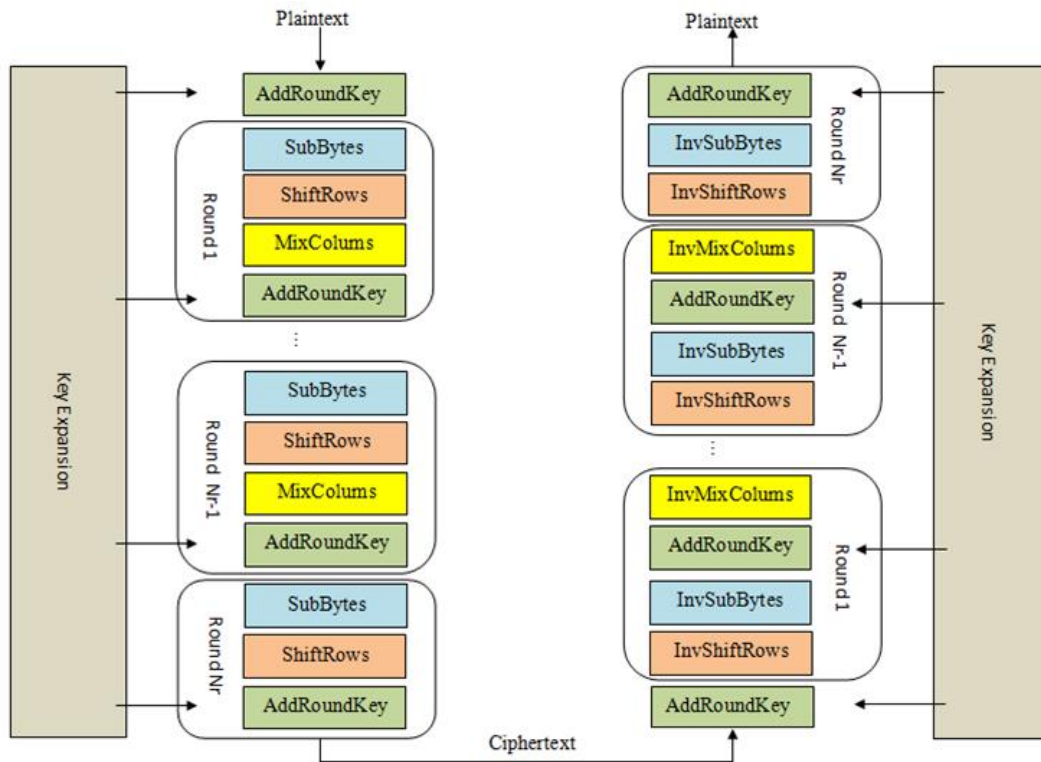 Plaintext
Key Expansion
AddRoundKey
Round 1
SubBytes
ShiftRows
MixColums
AddRoundKey
...
Round Nr-1
SubBytes
ShiftRows
MixColums
AddRoundKey
Round Nr
SubBytes
ShiftRows
AddRoundKey
Ciphertext
Plaintext
AddRoundKey
InvSubBytes
InvShiftRows
Round Nr
InvMixColums
AddRoundKey
InvSubBytes
InvShiftRows
Round Nr-1
...
InvMixColums
AddRoundKey
InvSubBytes
InvShiftRows
Round 1
AddRoundKey
Key Expansion